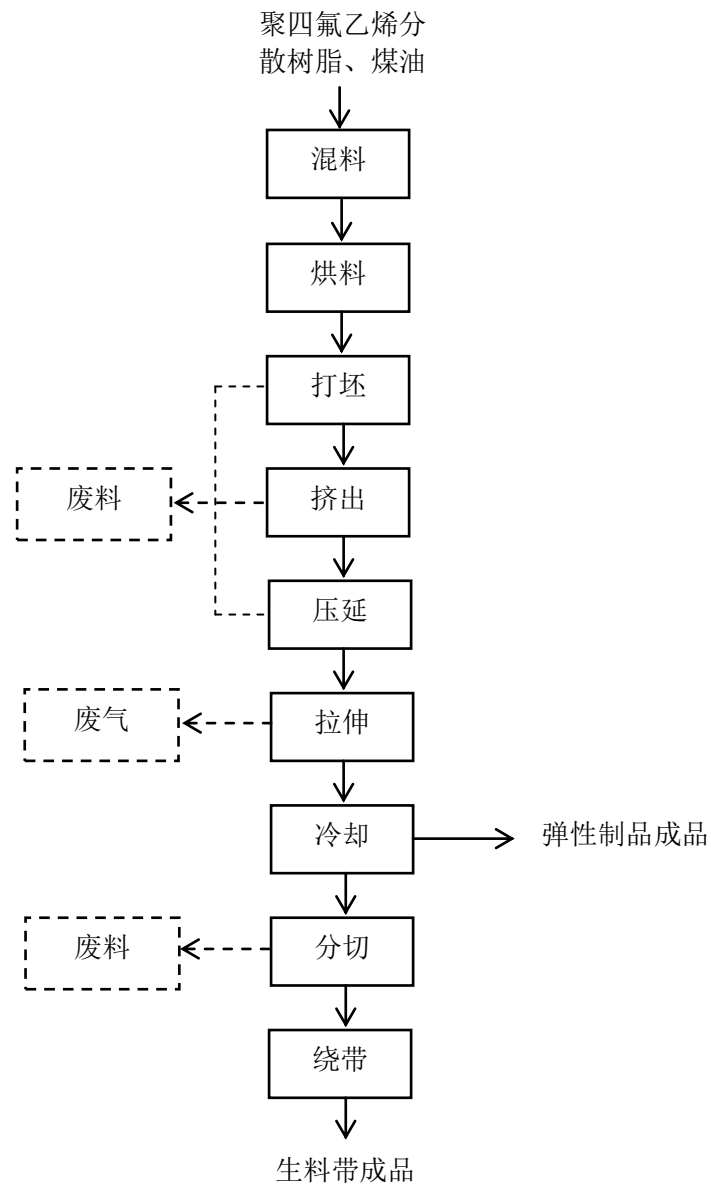 聚四氟乙烯分
散树脂、煤油
混料
烘料
打坯
废料
挤出
压延
废气
拉伸
冷却
弹性制品成品
废料
分切
绕带
生料带成品